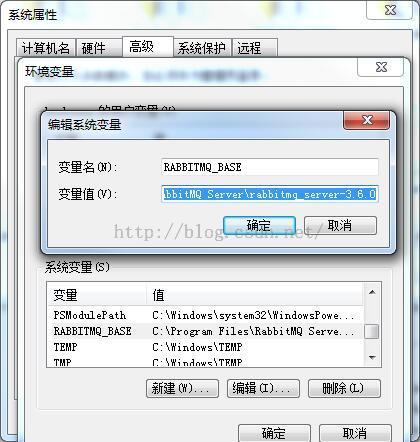 系统属性
计算机名 硬件 高级 系统保护 远程
环境变量
的用户变量(U)
编辑系统变量
变量名(N): RABBITMQ_BASE
变量值(V): bbitMQ Server\rabbitmq_server-3.6.0
确定 取消
http://blog.csdn.net/
系统变量(S)
变量 值
PSModulePath C:\Windows\system32\WindowsPowe...
RABBITMQ_BASE C:\Program Files\RabbitMQ Serve...
TEMP C:\Windows\TEMP
TMP C:\Windows\TEMP
新建(W)... 编辑(I)... 删除(L)
确定 取消